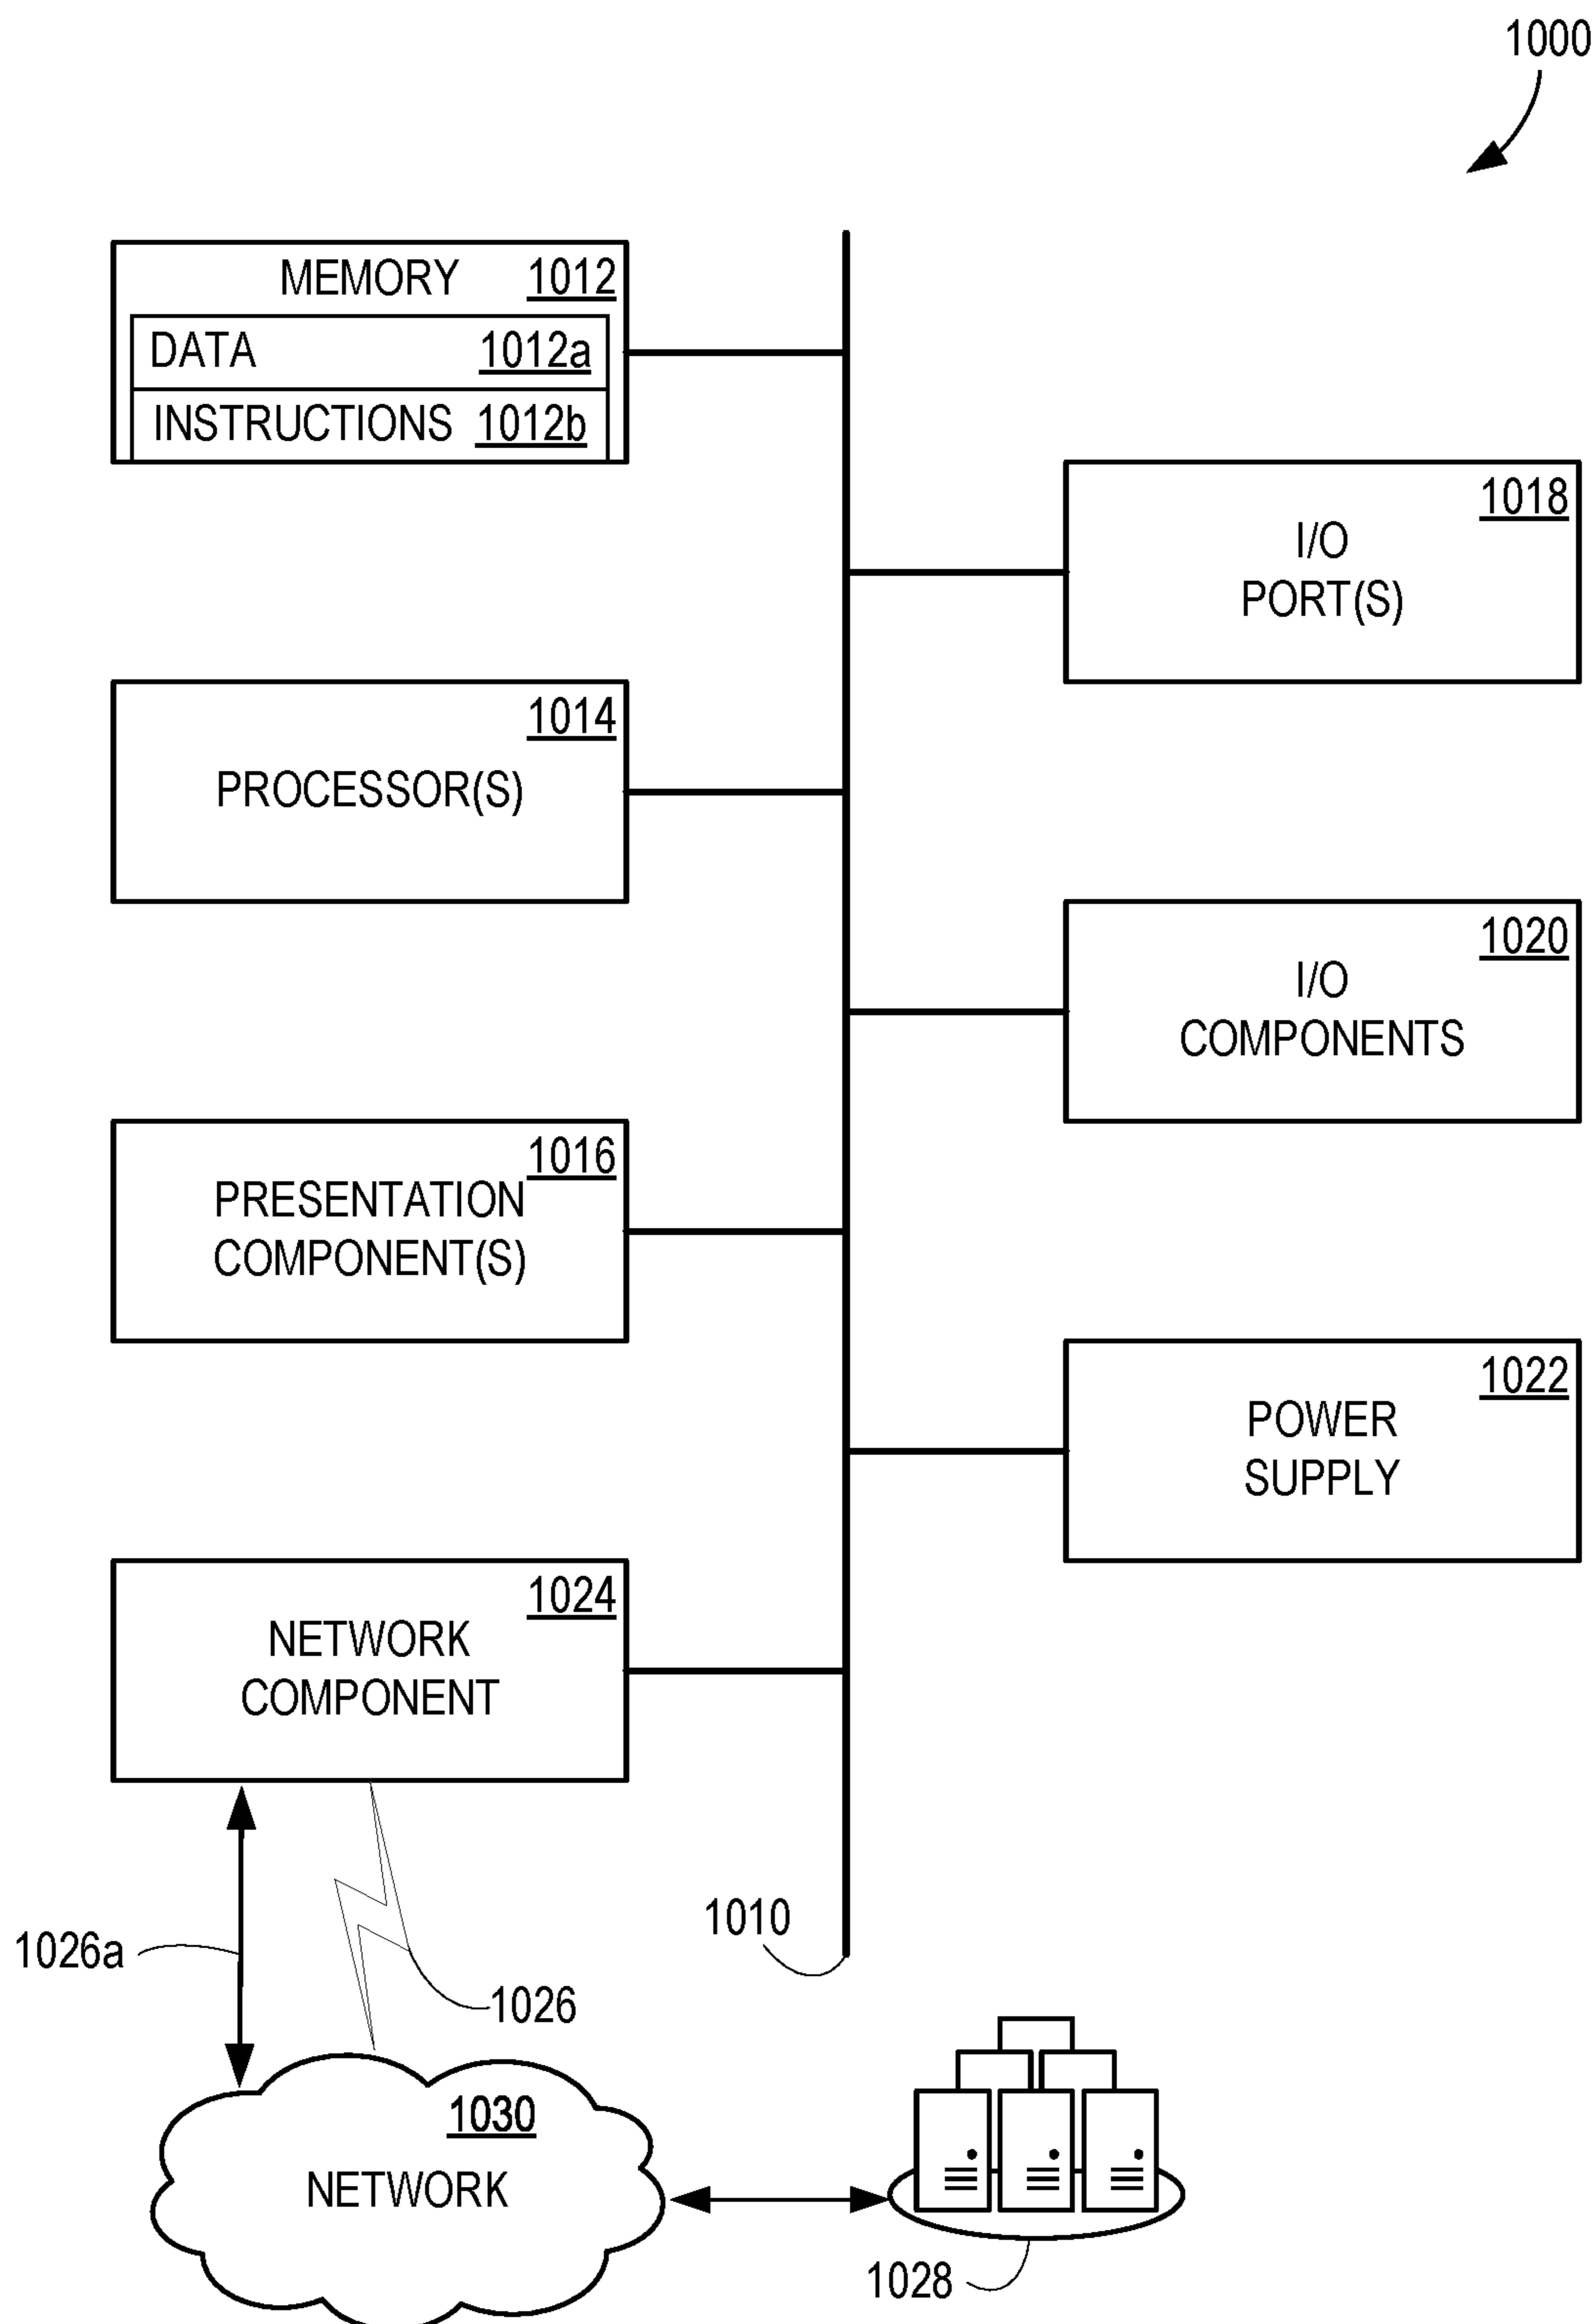 1000
MEMORY 1012
DATA 1012a
INSTRUCTIONS 1012b
1018
I/O
PORT(S)
1014
PROCESSOR(S)
1020
I/O
COMPONENTS
1016
PRESENTATION
COMPONENT(S)
1022
POWER
SUPPLY
1024
NETWORK
COMPONENT
1010
1026a
1026
1030
NETWORK
1028